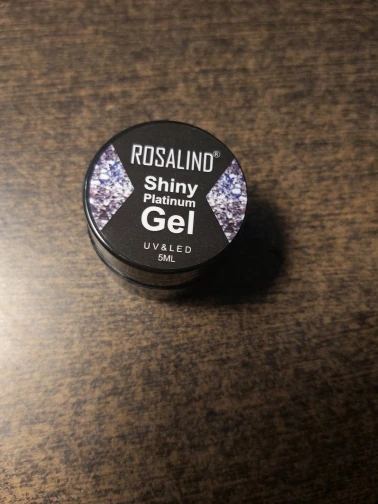 ROSALIND®
Shiny
Platinum
Gel
UV&LED
5ML